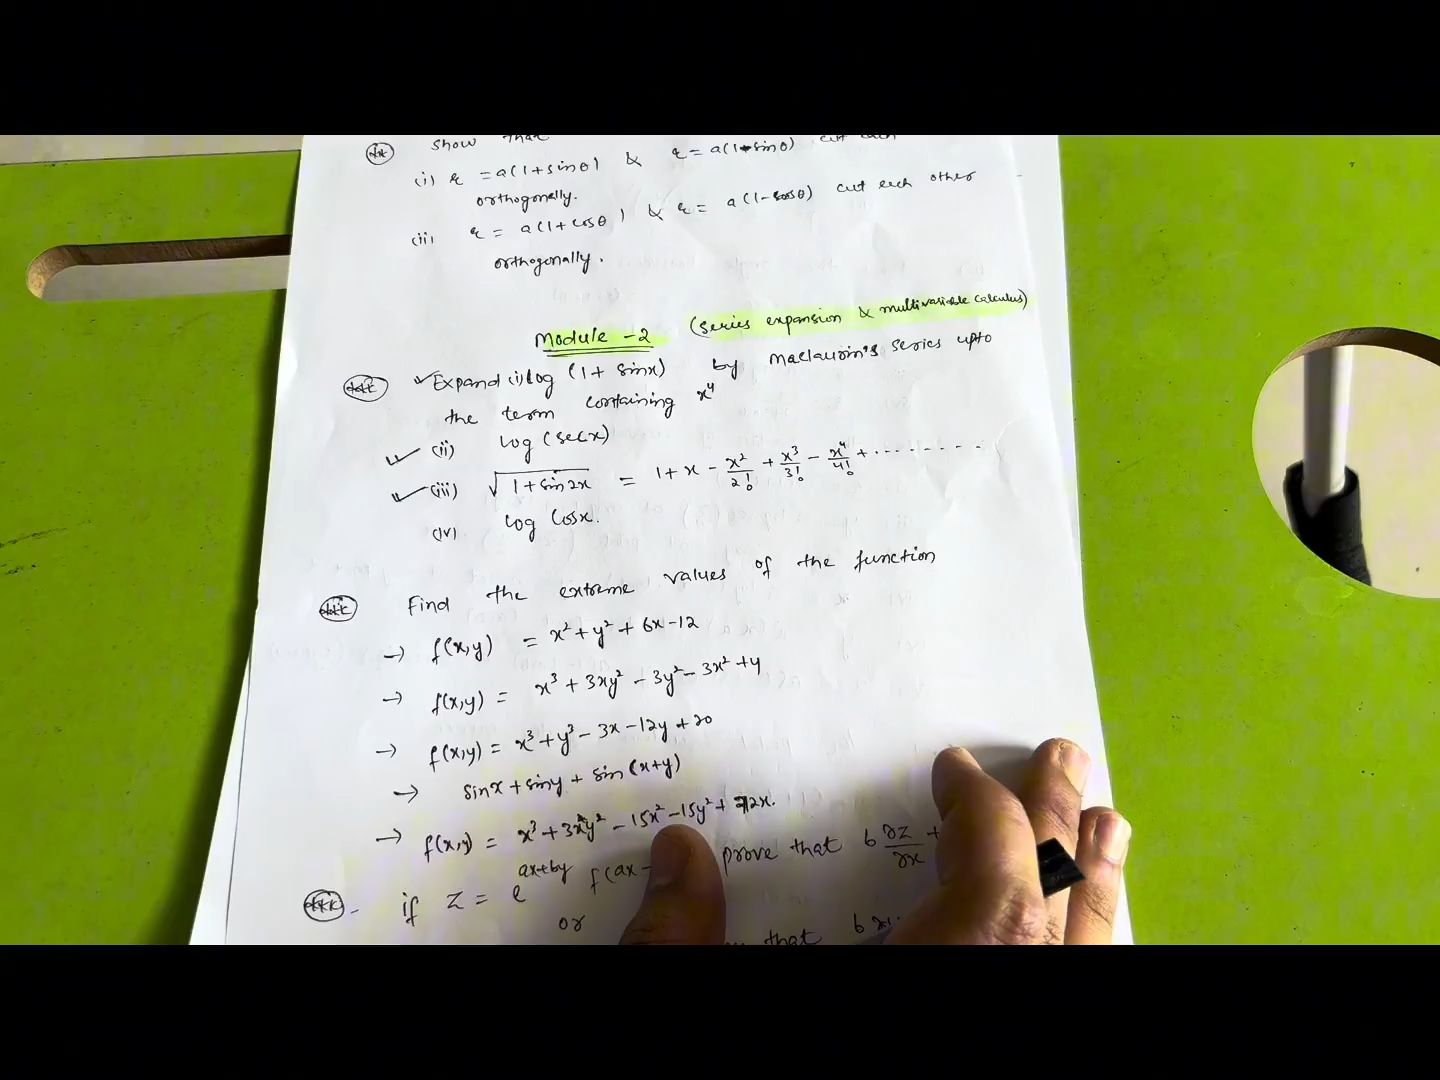 ** Show that cut each
(i) r = a(1+sinθ) & r = a(1-sinθ)
orthogonally.
(ii) r = a(1+cosθ) & r = a(1-cosθ) cut each other
orthogonally.
Module -2 (series expansion & multivariable calculus)
*** ✓Expand (i) log (1+ sinx) by Maclaurin's series upto
the term containing x⁴
✓ (ii) log (secx)
✓ (iii) √(1+sin2x) = 1+x - x²/2! + x³/3! - x⁴/4! + ........
(iv) log cosx.
*** Find the extreme values of the function
→ f(x,y) = x²+y²+6x-12
→ f(x,y) = x³+3xy²-3y²-3x²+4
→ f(x,y) = x³+y³-3x-12y+20
→ sinx+siny+sin(x+y)
→ f(x,y) = x³+3xy²-15x²-15y²+72x.
*** - if z = e^(ax+by) f(ax- prove that b ∂z/∂x +
or that b